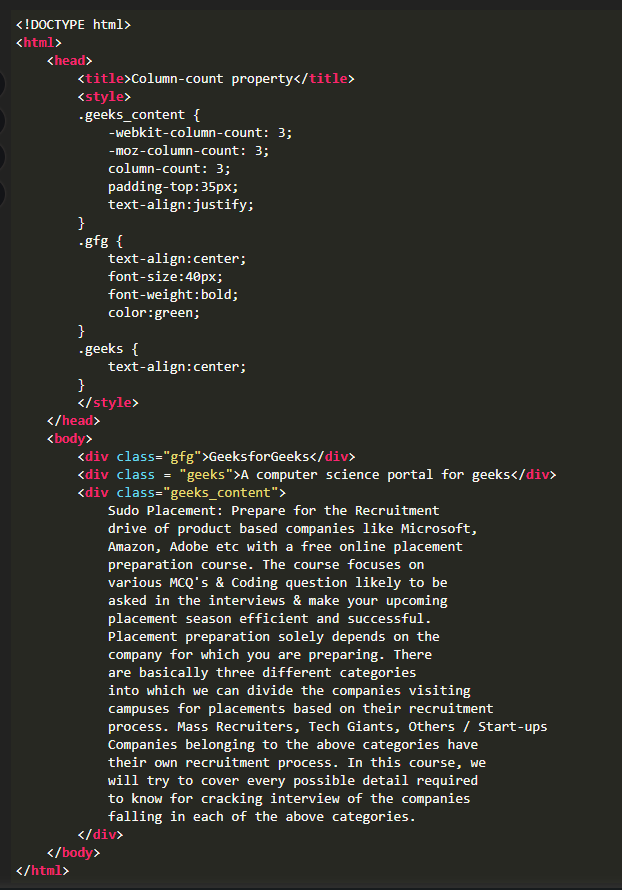 <!DOCTYPE html>
<html>
    <head>
        <title>Column-count property</title>
        <style>
        .geeks_content {
            -webkit-column-count: 3;
            -moz-column-count: 3;
            column-count: 3;
            padding-top:35px;
            text-align:justify;
        }
        .gfg {
            text-align:center;
            font-size:40px;
            font-weight:bold;
            color:green;
        }
        .geeks {
            text-align:center;
        }
        </style>
    </head>
    <body>
        <div class="gfg">GeeksforGeeks</div>
        <div class = "geeks">A computer science portal for geeks</div>
        <div class="geeks_content">
            Sudo Placement: Prepare for the Recruitment
            drive of product based companies like Microsoft,
            Amazon, Adobe etc with a free online placement
            preparation course. The course focuses on
            various MCQ's & Coding question likely to be
            asked in the interviews & make your upcoming
            placement season efficient and successful.
            Placement preparation solely depends on the
            company for which you are preparing. There
            are basically three different categories
            into which we can divide the companies visiting
            campuses for placements based on their recruitment
            process. Mass Recruiters, Tech Giants, Others / Start-ups
            Companies belonging to the above categories have
            their own recruitment process. In this course, we
            will try to cover every possible detail required
            to know for cracking interview of the companies
            falling in each of the above categories.
        </div>
    </body>
</html>